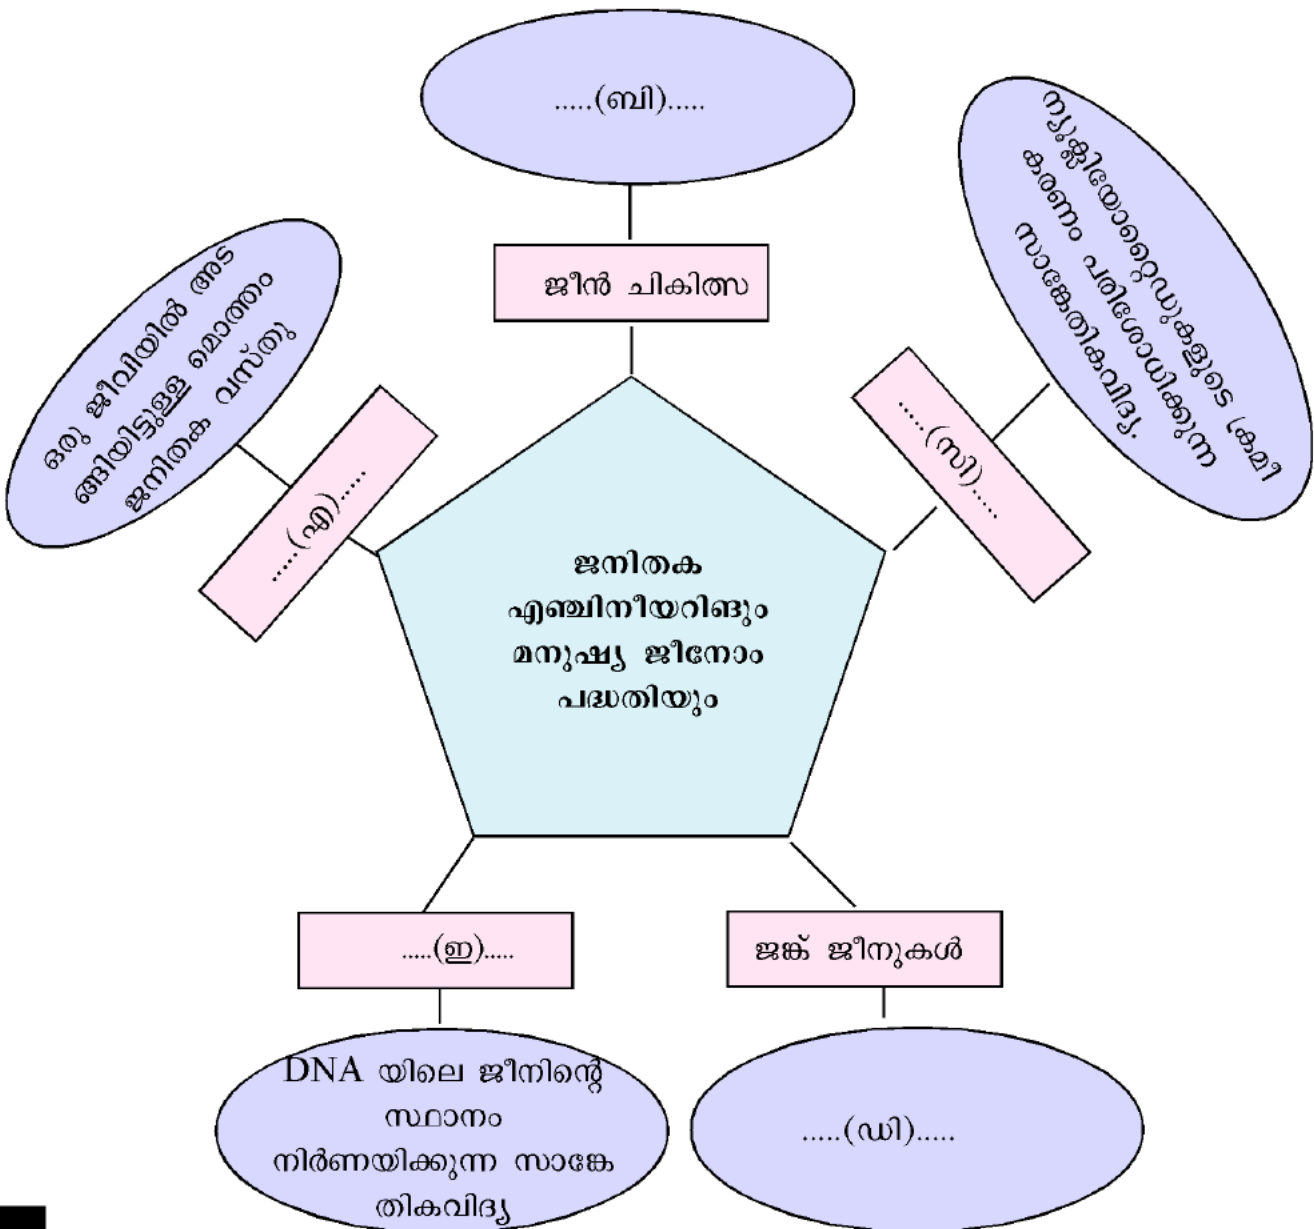 .....(ബി).....
ജീൻ ചികിത്സ
ന്യൂക്ലിയോറ്റൈഡുകളുടെ ക്രമീ
കരണം പരിശോധിക്കുന്ന
സാങ്കേതികവിദ്യ.
......(സി).....
ഒരു ജീവിയിൽ അട
ങ്ങിയിട്ടുള്ള മൊത്തം
ജനിതക വസ്തു
.....(എ)......
ജനിതക
എഞ്ചിനീയറിങും
മനുഷ്യ ജീനോം
പദ്ധതിയും
.....(ഇ).....
ജങ്ക് ജീനുകൾ
DNA യിലെ ജീനിന്റെ
സ്ഥാനം
നിർണയിക്കുന്ന സാങ്കേ
തികവിദ്യ
.....(ഡി).....